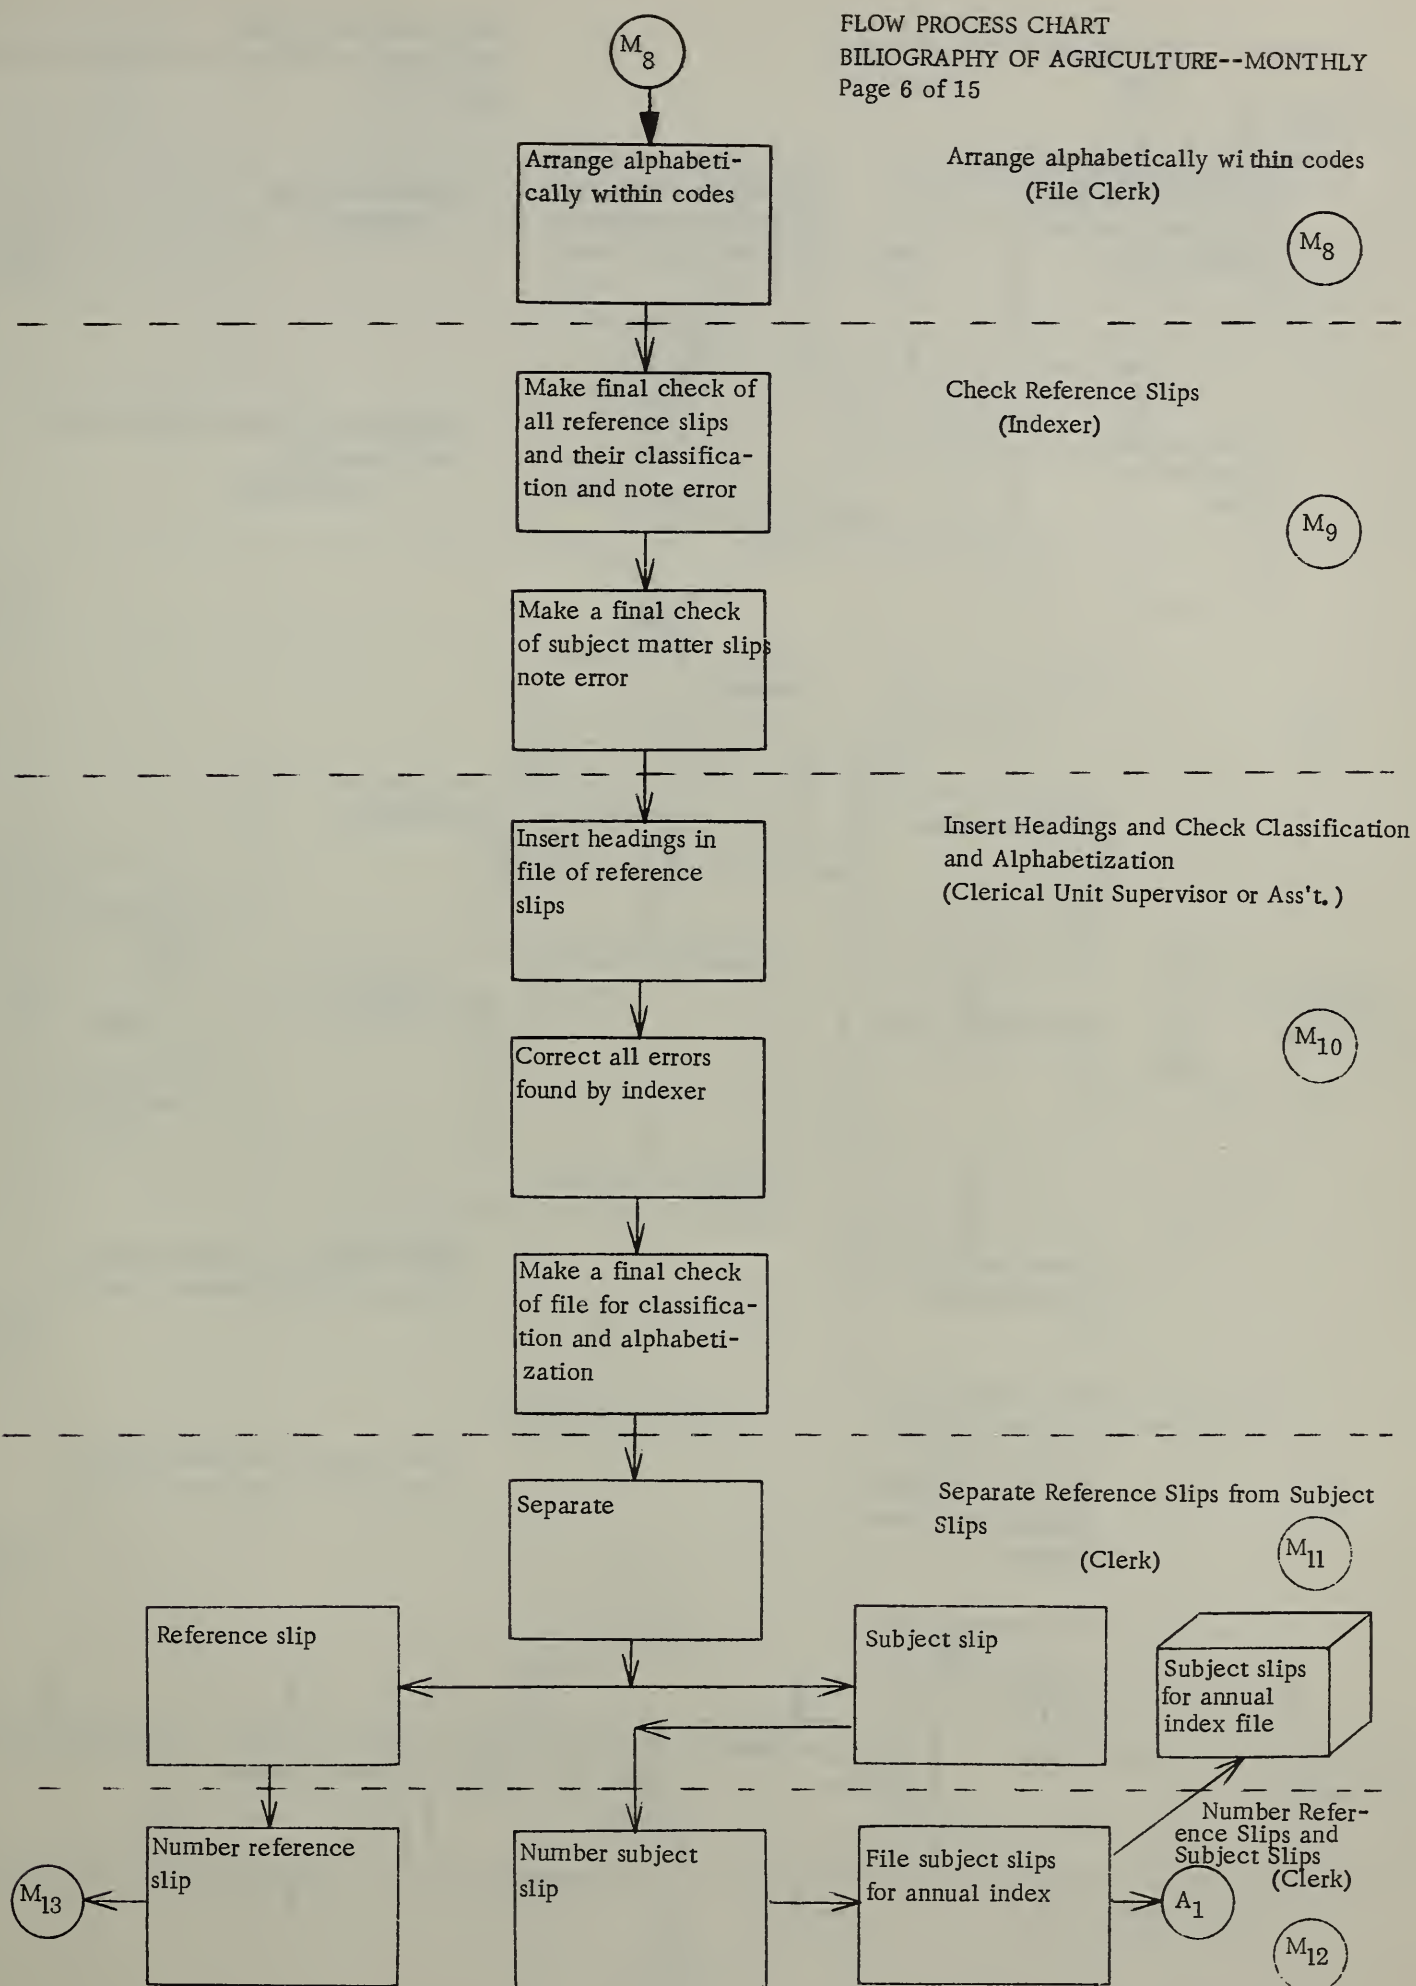 M8
FLOW PROCESS CHART
BILIOGRAPHY OF AGRICULTURE--MONTHLY
Page 6 of 15
Arrange alphabeti-
cally within codes
Arrange alphabetically within codes
(File Clerk)
M8
Make final check of
all reference slips
and their classifica-
tion and note error
Check Reference Slips
(Indexer)
M9
Make a final check
of subject matter slips
note error
Insert headings in
file of reference
slips
Insert Headings and Check Classification
and Alphabetization
(Clerical Unit Supervisor or Ass't.)
M10
Correct all errors
found by indexer
Make a final check
of file for classifica-
tion and alphabeti-
zation
Separate
Separate Reference Slips from Subject
Slips
(Clerk)
M11
Reference slip
Subject slip
Subject slips
for annual
index file
Number reference
slip
Number subject
slip
File subject slips
for annual index
Number Refer-
ence Slips and
Subject Slips
(Clerk)
M13
A1
M12